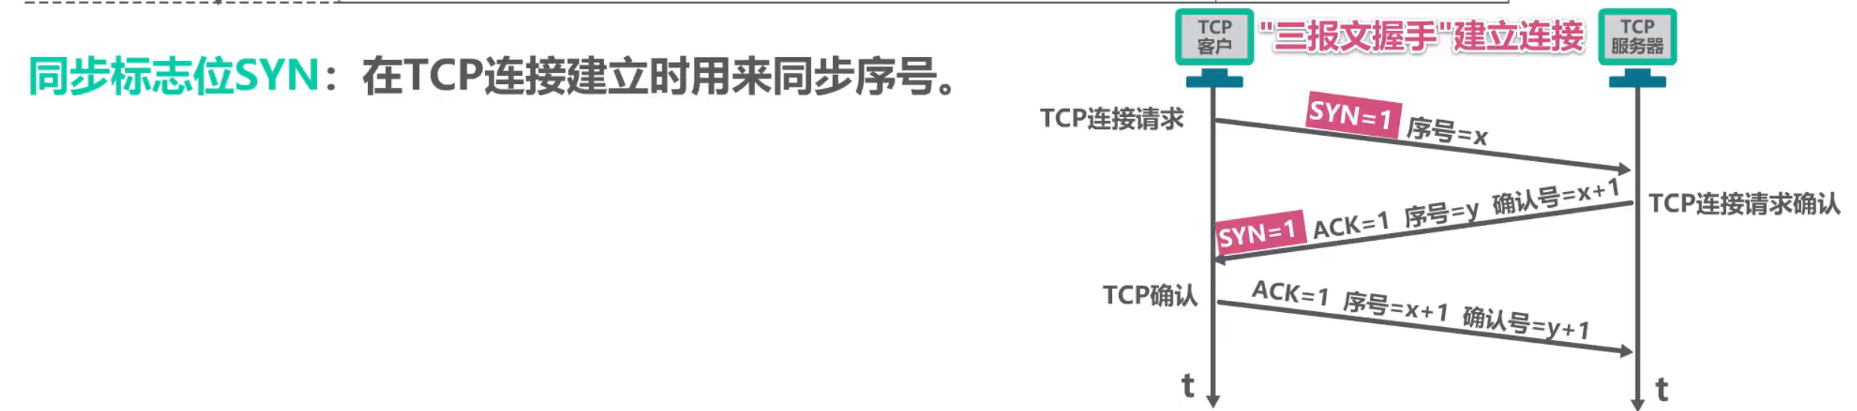 同步标志位SYN：在TCP连接建立时用来同步序号。
TCP
客户
"三报文握手"建立连接
TCP
服务器
TCP连接请求
SYN=1 序号=x
SYN=1 ACK=1 序号=y 确认号=x+1
TCP连接请求确认
TCP确认
ACK=1 序号=x+1 确认号=y+1
t
t